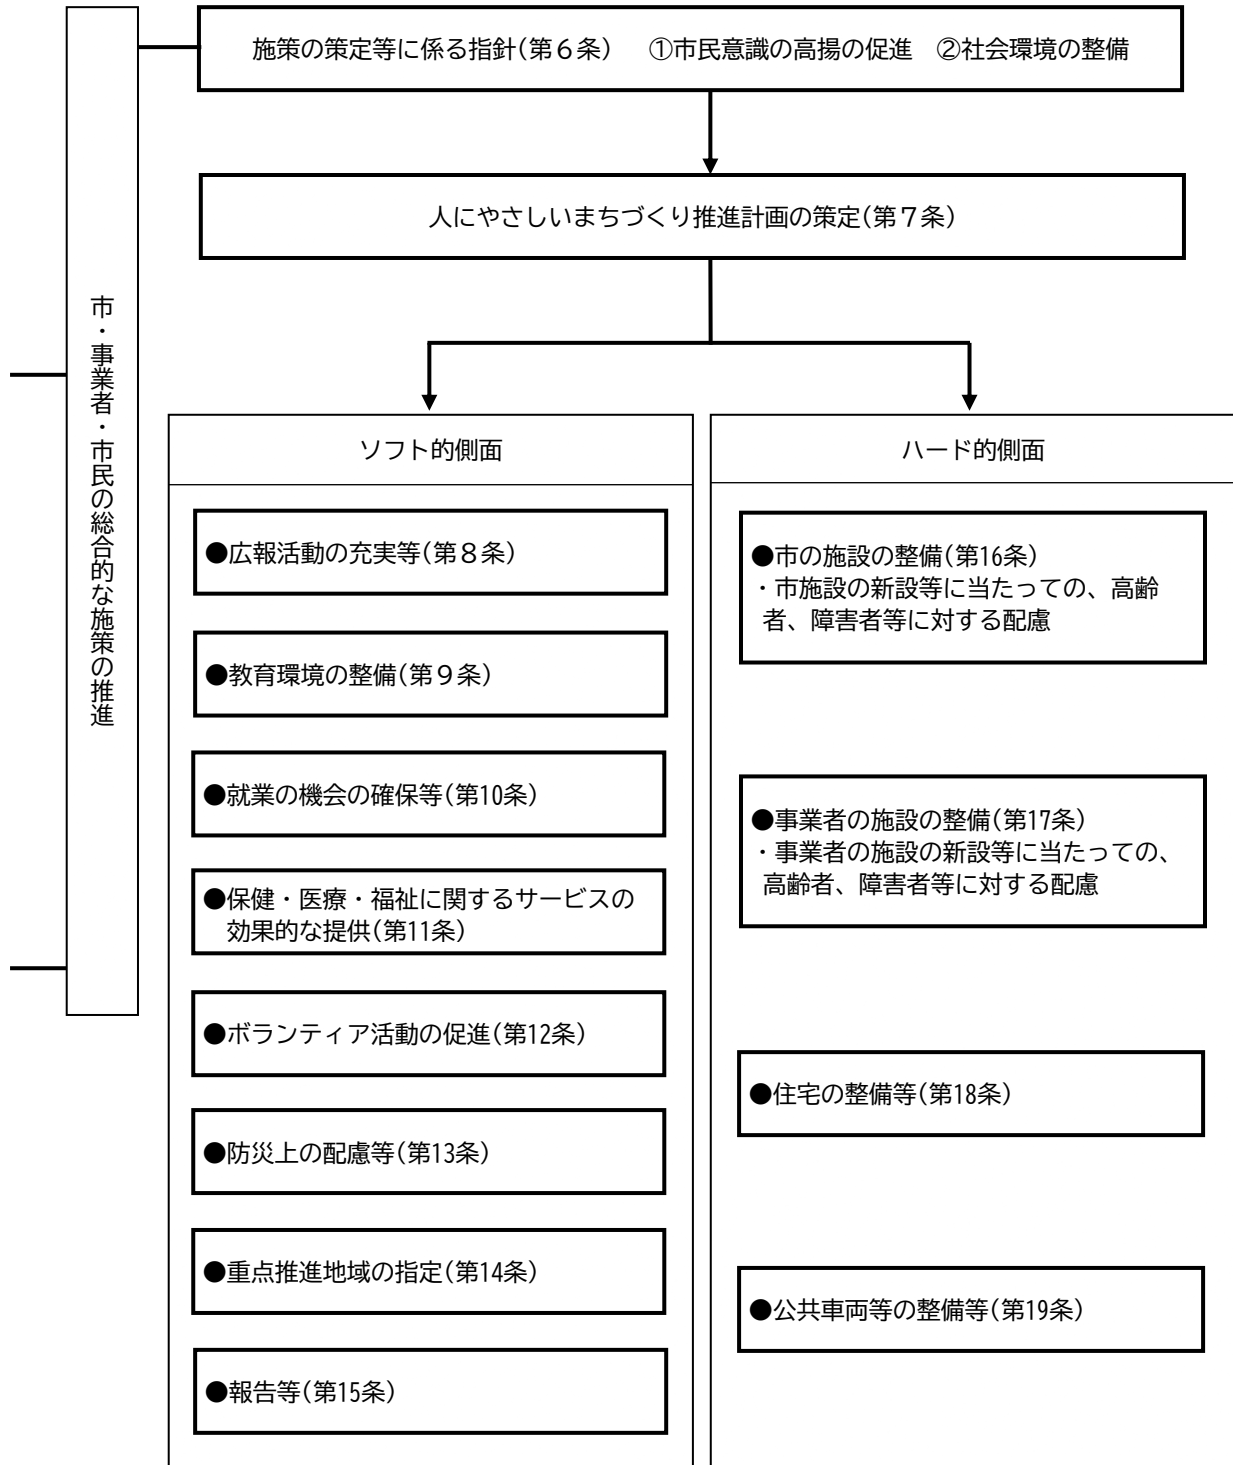 施策の策定等に係る指針(第６条)　①市民意識の高揚の促進　②社会環境の整備
人にやさしいまちづくり推進計画の策定(第７条)
市・事業者・市民の総合的な施策の推進
ソフト的側面
●広報活動の充実等(第８条)
●教育環境の整備(第９条)
●就業の機会の確保等(第10条)
●保健・医療・福祉に関するサービスの
効果的な提供(第11条)
●ボランティア活動の促進(第12条)
●防災上の配慮等(第13条)
●重点推進地域の指定(第14条)
●報告等(第15条)
ハード的側面
●市の施設の整備(第16条)
・市施設の新設等に当たっての、高齢
者、障害者等に対する配慮
●事業者の施設の整備(第17条)
・事業者の施設の新設等に当たっての、
高齢者、障害者等に対する配慮
●住宅の整備等(第18条)
●公共車両等の整備等(第19条)